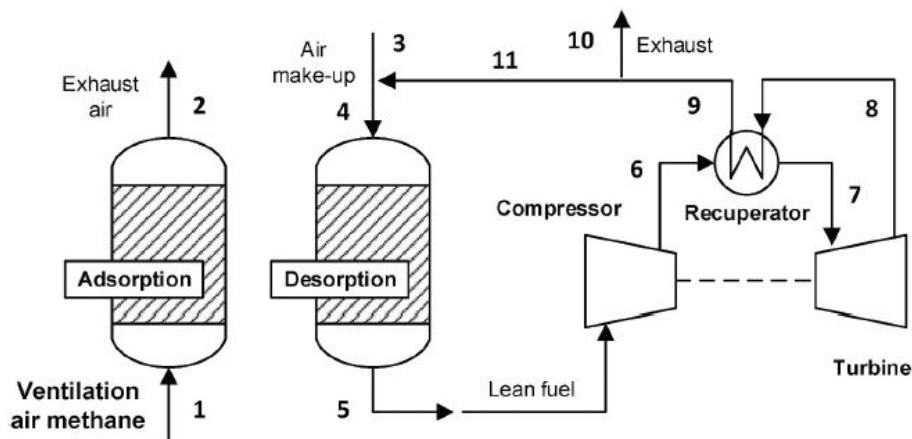 10
Exhaust
Air
make-up
3
11
Exhaust
air
2
4
9
8
6
7
Compressor
Recuperator
Adsorption
Desorption
Turbine
Lean fuel
Ventilation
air methane
1
5